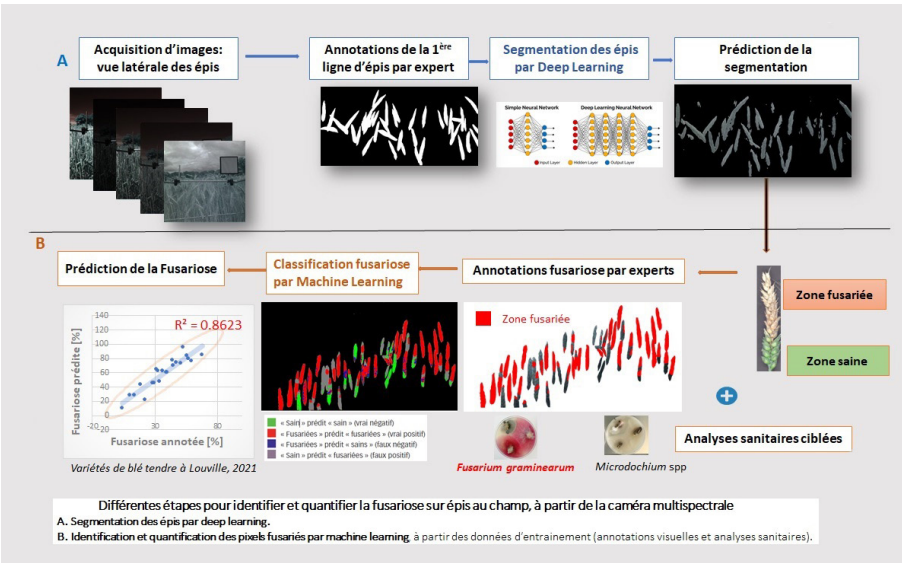 A
Acquisition d'images:
vue latérale des épis
Annotations de la 1ère
ligne d'épis par expert
Segmentation des épis
par Deep Learning
Prédiction de la
segmentation
Simple Neural Network
Deep Learning Neural Network
Input Layer
Hidden Layer
Output Layer
B
Prédiction de la Fusariose
Classification fusariose
par Machine Learning
Annotations fusariose par experts
Zone fusariée
Zone saine
R² = 0.8623
Fusariose prédite [%]
140
120
100
80
60
40
20
0
-20
-20
30
80
Fusariose annotée [%]
Variétés de blé tendre à Louville, 2021
« Sain» prédit « sain » (vrai négatif)
« Fusariées » prédit « fusariées » (vrai positif)
« Fusariées » prédit « sains » (faux négatif)
« Sain » prédit « fusariées » (faux positif)
Zone fusariée
Fusarium graminearum
Microdochium spp
Analyses sanitaires ciblées
Différentes étapes pour identifier et quantifier la fusariose sur épis au champ, à partir de la caméra multispectrale
A. Segmentation des épis par deep learning.
B. Identification et quantification des pixels fusariés par machine learning, à partir des données d'entrainement (annotations visuelles et analyses sanitaires).